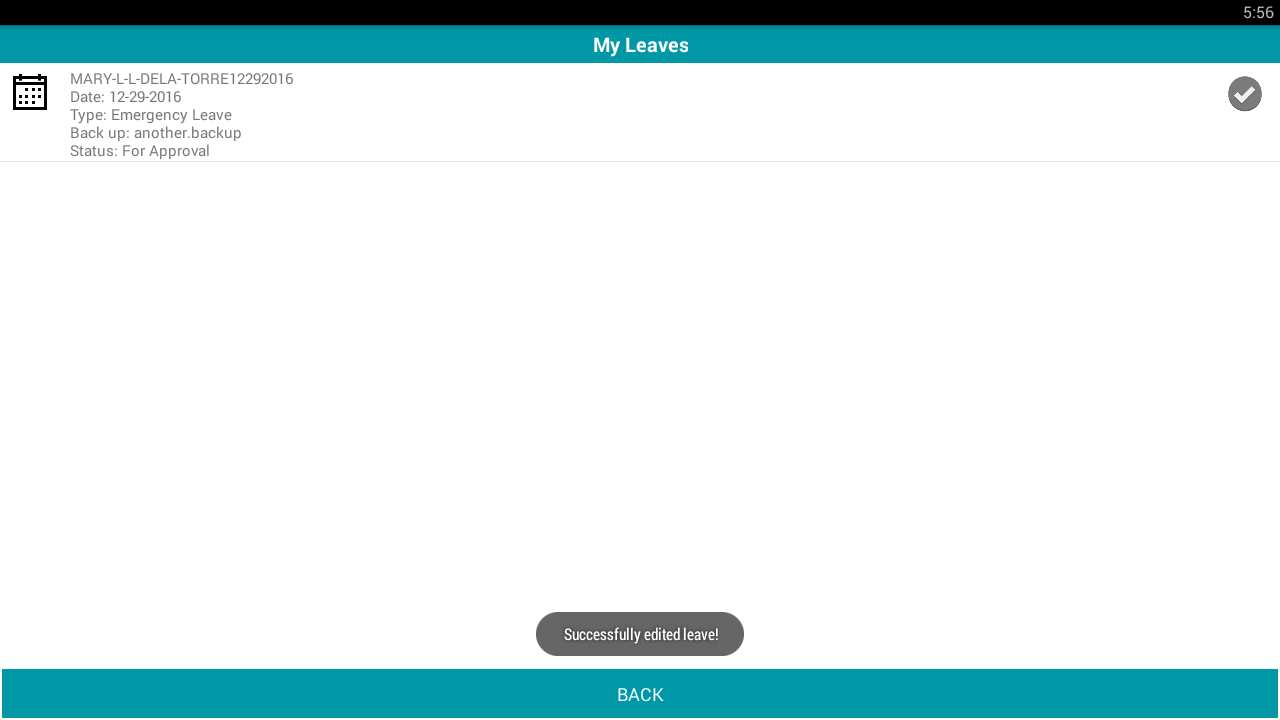 5:56
My Leaves
MARY-L-L-DELA-TORRE12292016
Date: 12-29-2016
Type: Emergency Leave
Back up: another.backup
Status: For Approval
Successfully edited leave!
BACK